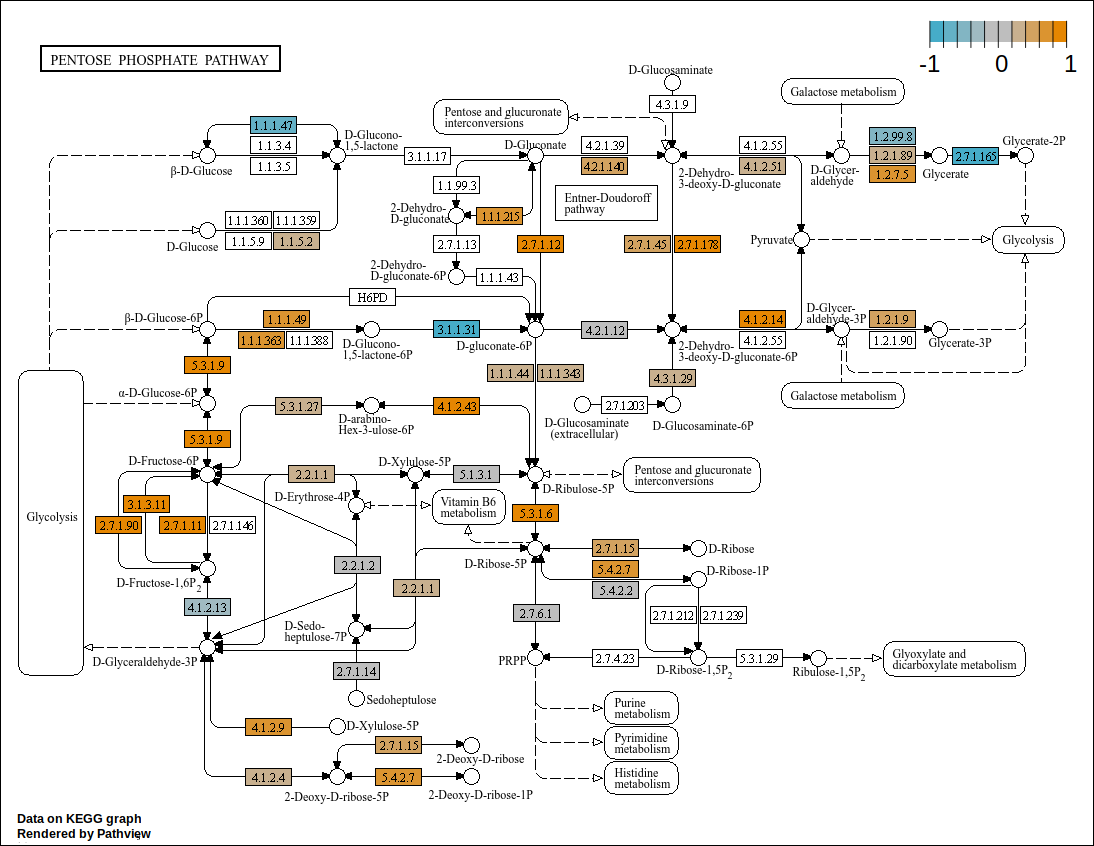 PENTOSE PHOSPHATE PATHWAY
-1 0 1
D-Glucosaminate
4.3.1.9
Galactose metabolism
Pentose and glucuronate
interconversions
1.1.1.47
1.1.3.4
1.1.3.5
β-D-Glucose
D-Glucono-
1,5-lactone
3.1.1.17
D-Gluconate
4.2.1.39
4.2.1.140
2-Dehydro-
3-deoxy-D-gluconate
4.2.1.55
4.2.1.51
D-Glycer-
aldehyde
1.2.99.8
1.2.1.89
1.2.7.5
Glycerate
2.7.1.165
Glycerate-2P
1.1.99.3
2-Dehydro-
D-gluconate
1.1.1.215
Entner-Doudoroff
pathway
1.1.1.360
1.1.1.359
1.1.5.9
1.1.5.2
D-Glucose
2.7.1.13
2.7.1.12
2.7.1.45
2.7.1.178
Pyruvate
Glycolysis
2-Dehydro-
D-gluconate-6P
1.1.1.43
H6PD
β-D-Glucose-6P
1.1.1.49
1.1.1.363
1.1.1.388
D-Glucono-
1,5-lactone-6P
3.1.1.31
D-gluconate-6P
4.2.1.12
2-Dehydro-
3-deoxy-D-gluconate-6P
4.1.2.14
4.1.2.55
D-Glycer-
aldehyde-3P
1.2.1.9
1.2.1.90
Glycerate-3P
5.3.1.9
1.1.1.44
1.1.1.343
4.3.1.29
Galactose metabolism
α-D-Glucose-6P
5.3.1.27
D-arabino-
Hex-3-ulose-6P
4.1.2.43
2.7.1.203
D-Glucosaminate
(extracellular)
D-Glucosaminate-6P
5.3.1.9
D-Fructose-6P
2.2.1.1
D-Xylulose-5P
5.1.3.1
D-Ribulose-5P
Pentose and glucuronate
interconversions
D-Erythrose-4P
Vitamin B6
metabolism
Glycolysis
3.1.3.11
2.7.1.90
2.7.1.11
2.7.1.146
5.3.1.6
D-Ribose-5P
2.7.1.15
D-Ribose
5.4.2.7
5.4.2.2
D-Ribose-1P
2.2.1.2
2.2.1.1
D-Fructose-1,6P2
4.1.2.13
2.7.6.1
2.7.1.212
2.7.1.239
D-Sedo-
heptulose-7P
D-Glyceraldehyde-3P
2.7.1.14
Sedoheptulose
PRPP
2.7.4.23
D-Ribose-1,5P2
5.3.1.29
Ribulose-1,5P2
Glyoxylate and
dicarboxylate metabolism
Purine
metabolism
Pyrimidine
metabolism
Histidine
metabolism
4.1.2.9
D-Xylulose-5P
2.7.1.15
2-Deoxy-D-ribose
4.1.2.4
2-Deoxy-D-ribose-5P
5.4.2.7
2-Deoxy-D-ribose-1P
Data on KEGG graph
Rendered by Pathview